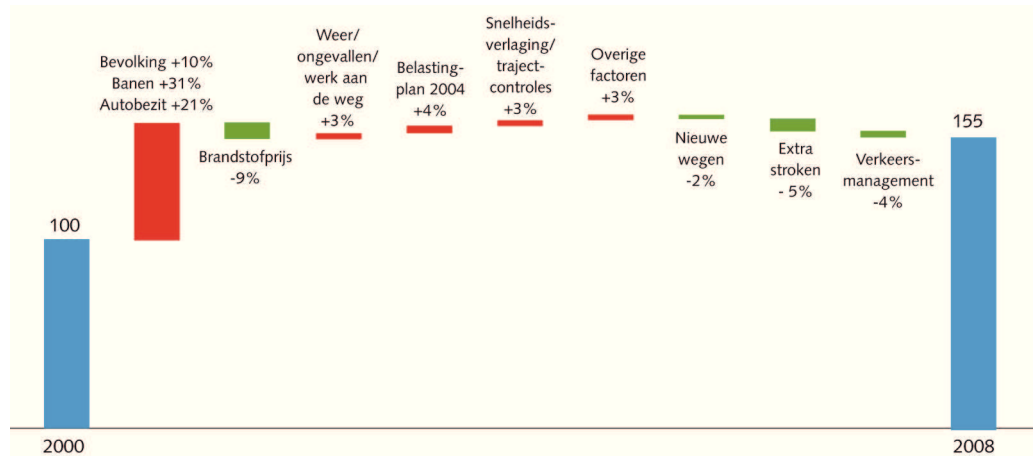 Bevolking +10%
Banen +31%
Autobezit +21%
Brandstofprijs
-9%
Weer/
ongevallen/
werk aan
de weg
+3%
Belasting-
plan 2004
+4%
Snelheids-
verlaging/
traject-
controles
+3%
Overige
factoren
+3%
Nieuwe
wegen
-2%
Extra
stroken
- 5%
Verkeers-
management
-4%
100
155
2000
2008